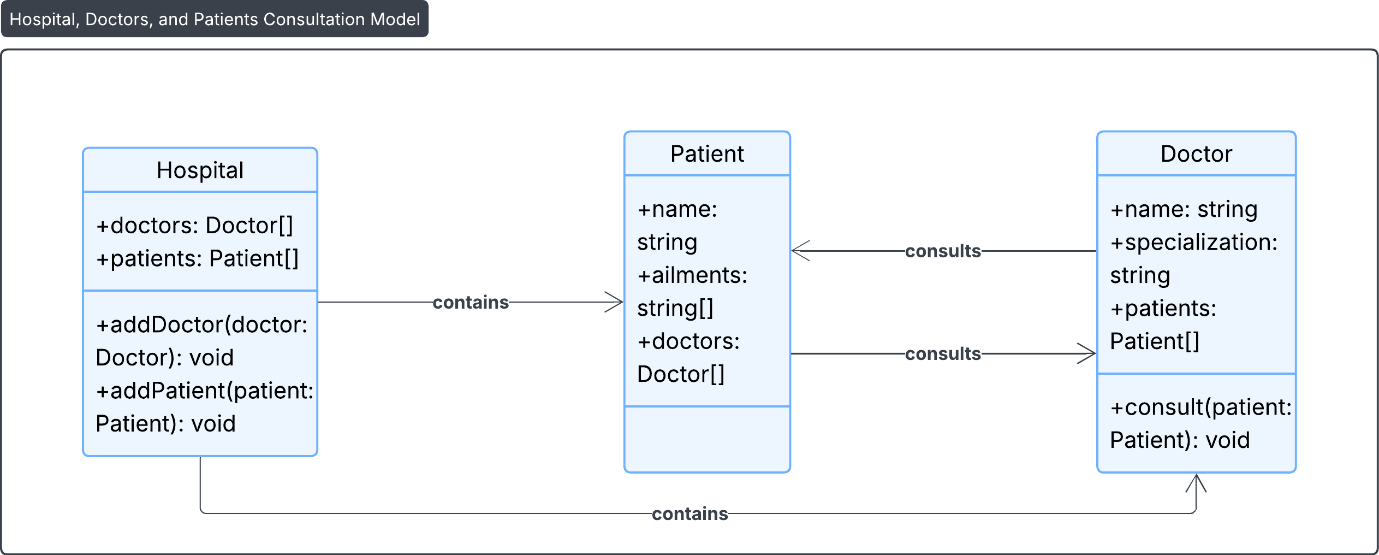 Hospital, Doctors, and Patients Consultation Model
Hospital
+doctors: Doctor[]
+patients: Patient[]
+addDoctor(doctor:
Doctor): void
+addPatient(patient:
Patient): void
contains
Patient
+name:
string
+ailments:
string[]
+doctors:
Doctor[]
consults
consults
Doctor
+name: string
+specialization:
string
+patients:
Patient[]
+consult(patient:
Patient): void
contains